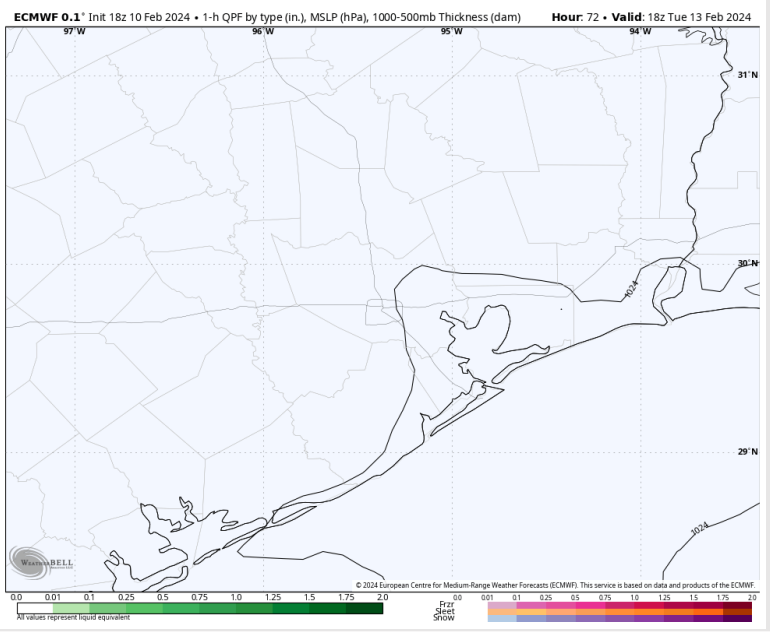 ECMWF 0.1° Init 18z 10 Feb 2024 • 1-h QPF by type (in.), MSLP (hPa), 1000-500mb Thickness (dam) Hour: 72 • Valid: 18z Tue 13 Feb 2024
97°W 96°W 95°W 94°W
31°N
30°N
1024
29°N
1024
WEATHERBELL
© 2024 European Centre for Medium-Range Weather Forecasts (ECMWF). This service is based on data and products of the ECMWF.
0.0 0.01 0.1 0.25 0.5 0.75 1.0 1.25 1.5 1.75 2.0
0.0 0.01 0.1 0.25 0.5 0.75 1.0 1.25 1.5 1.75 2.0
Frzr
Sleet
Snow
All values represent liquid equivalent